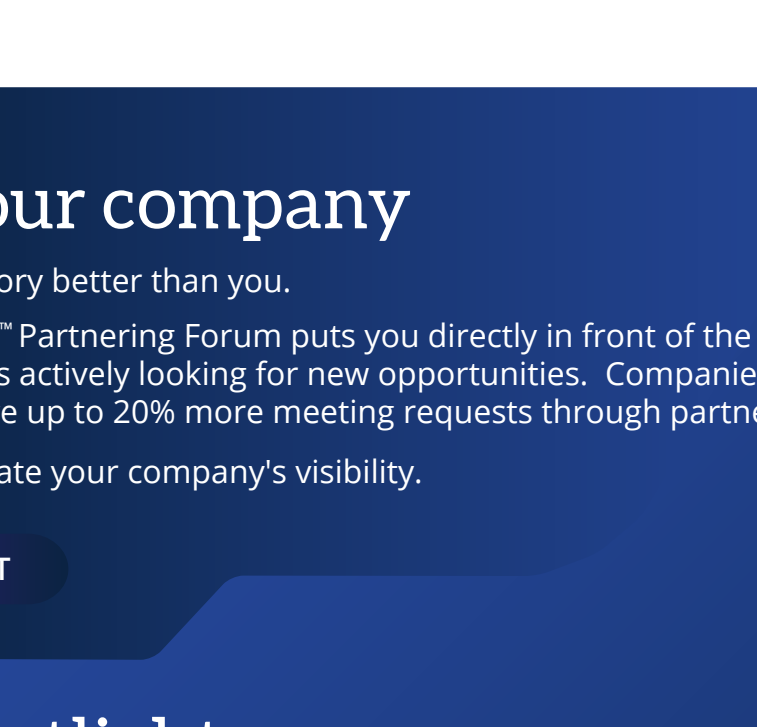 our company
ory better than you.
™ Partnering Forum puts you directly in front of the
s actively looking for new opportunities.  Companie
e up to 20% more meeting requests through partne
ate your company's visibility.
T